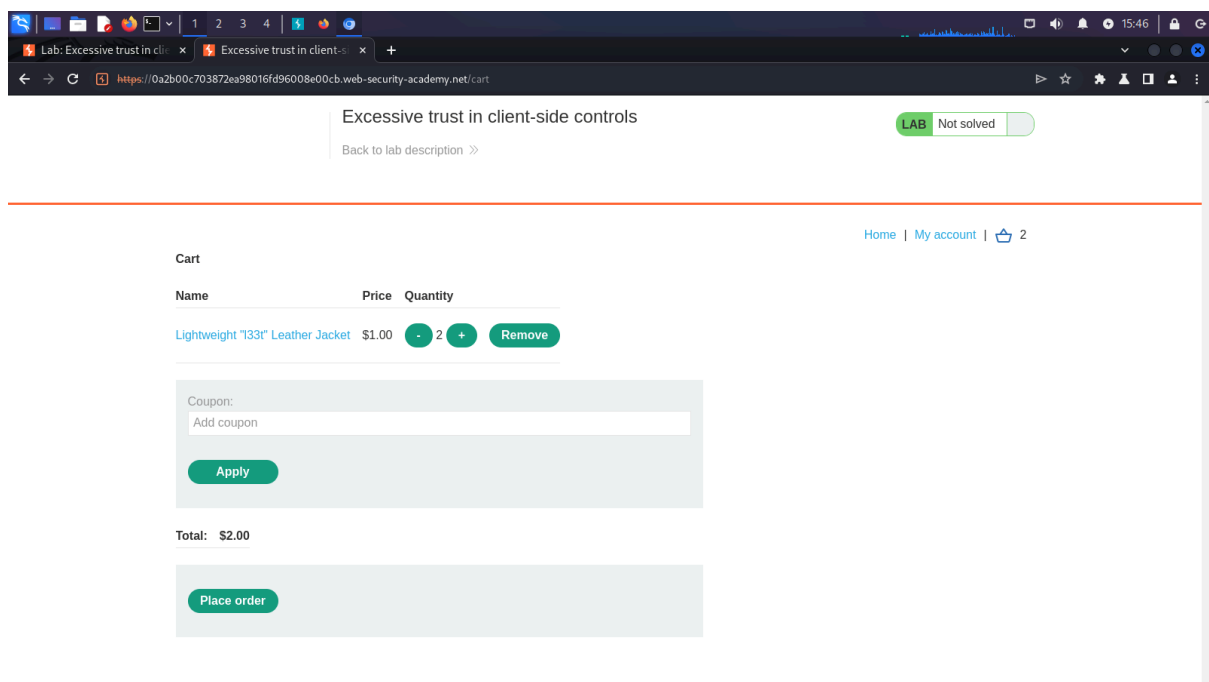 1 2 3 4 15:46
Lab: Excessive trust in clie × Excessive trust in client-si × +
https://0a2b00c703872ea98016fd96008e00cb.web-security-academy.net/cart
Excessive trust in client-side controls
LAB Not solved
Back to lab description
Home | My account | 2
Cart
Name Price Quantity
Lightweight "l33t" Leather Jacket $1.00 - 2 + Remove
Coupon:
Add coupon
Apply
Total: $2.00
Place order